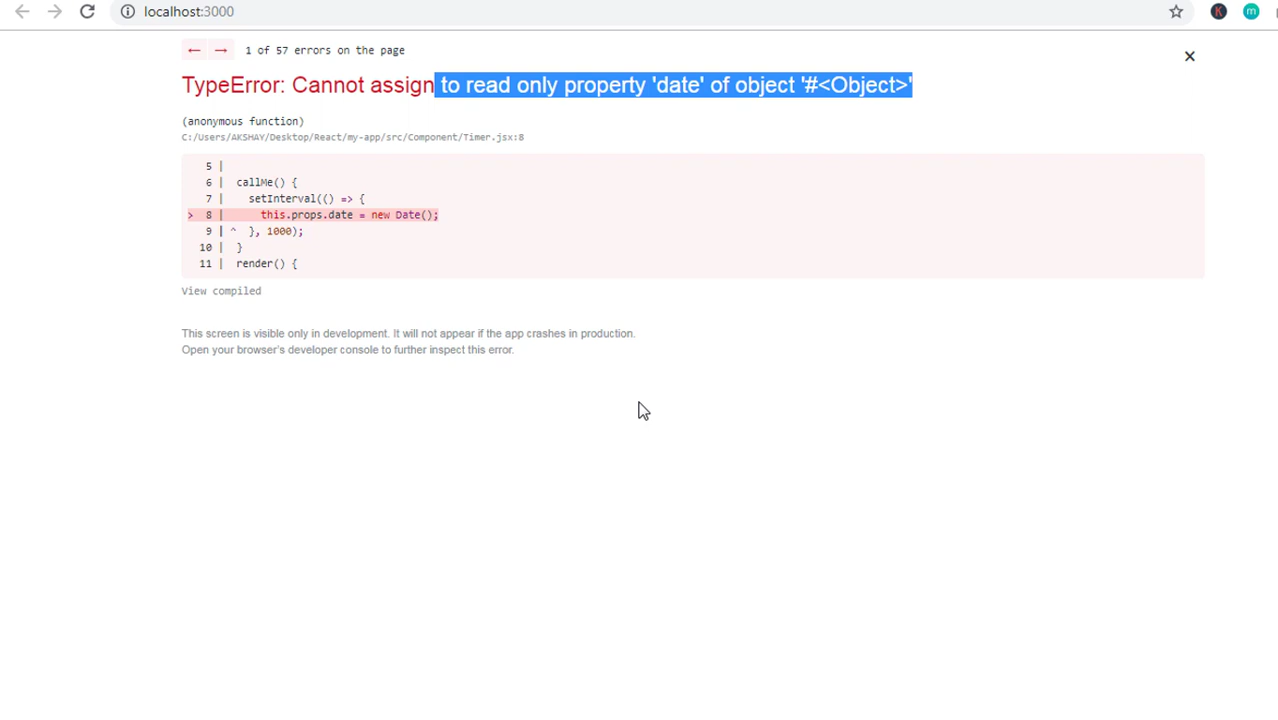 localhost:3000
K
m
← → 1 of 57 errors on the page
TypeError: Cannot assign to read only property 'date' of object '#<Object>'
(anonymous function)
C:/Users/AKSHAY/Desktop/React/my-app/src/Component/Timer.jsx:8
5 |
6 | callMe() {
7 | setInterval(() => {
> 8 | this.props.date = new Date();
9 | ^ }, 1000);
10 | }
11 | render() {
View compiled
This screen is visible only in development. It will not appear if the app crashes in production.
Open your browser's developer console to further inspect this error.